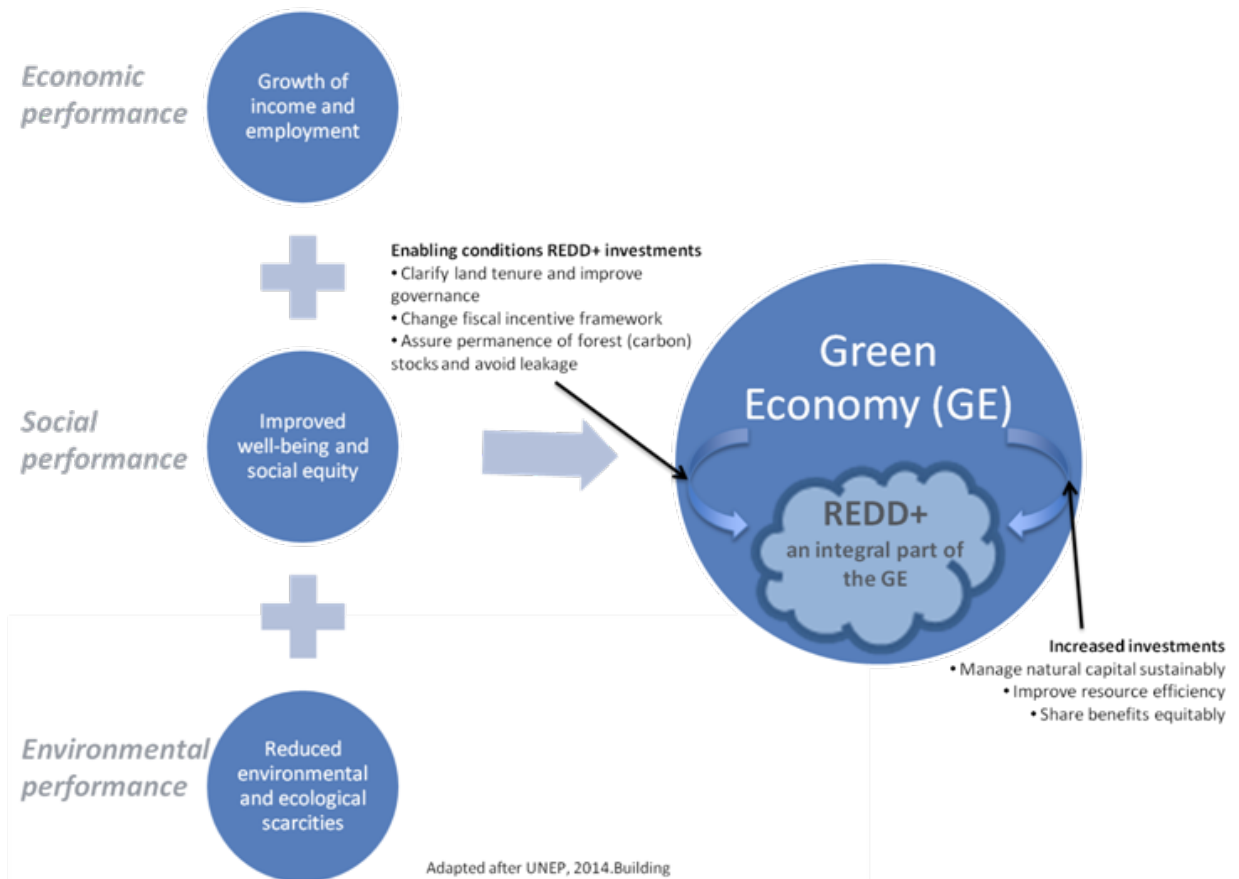 Economic
performance
Growth of
income and
employment
Enabling conditions REDD+ investments
• Clarify land tenure and improve
governance
• Change fiscal incentive framework
• Assure permanence of forest (carbon)
stocks and avoid leakage
Social
performance
Improved
well-being and
social equity
Green
Economy (GE)
REDD+
an integral part of
the GE
Increased investments
• Manage natural capital sustainably
• Improve resource efficiency
• Share benefits equitably
Environmental
performance
Reduced
environmental
and ecological
scarcities
Adapted after UNEP, 2014.Building